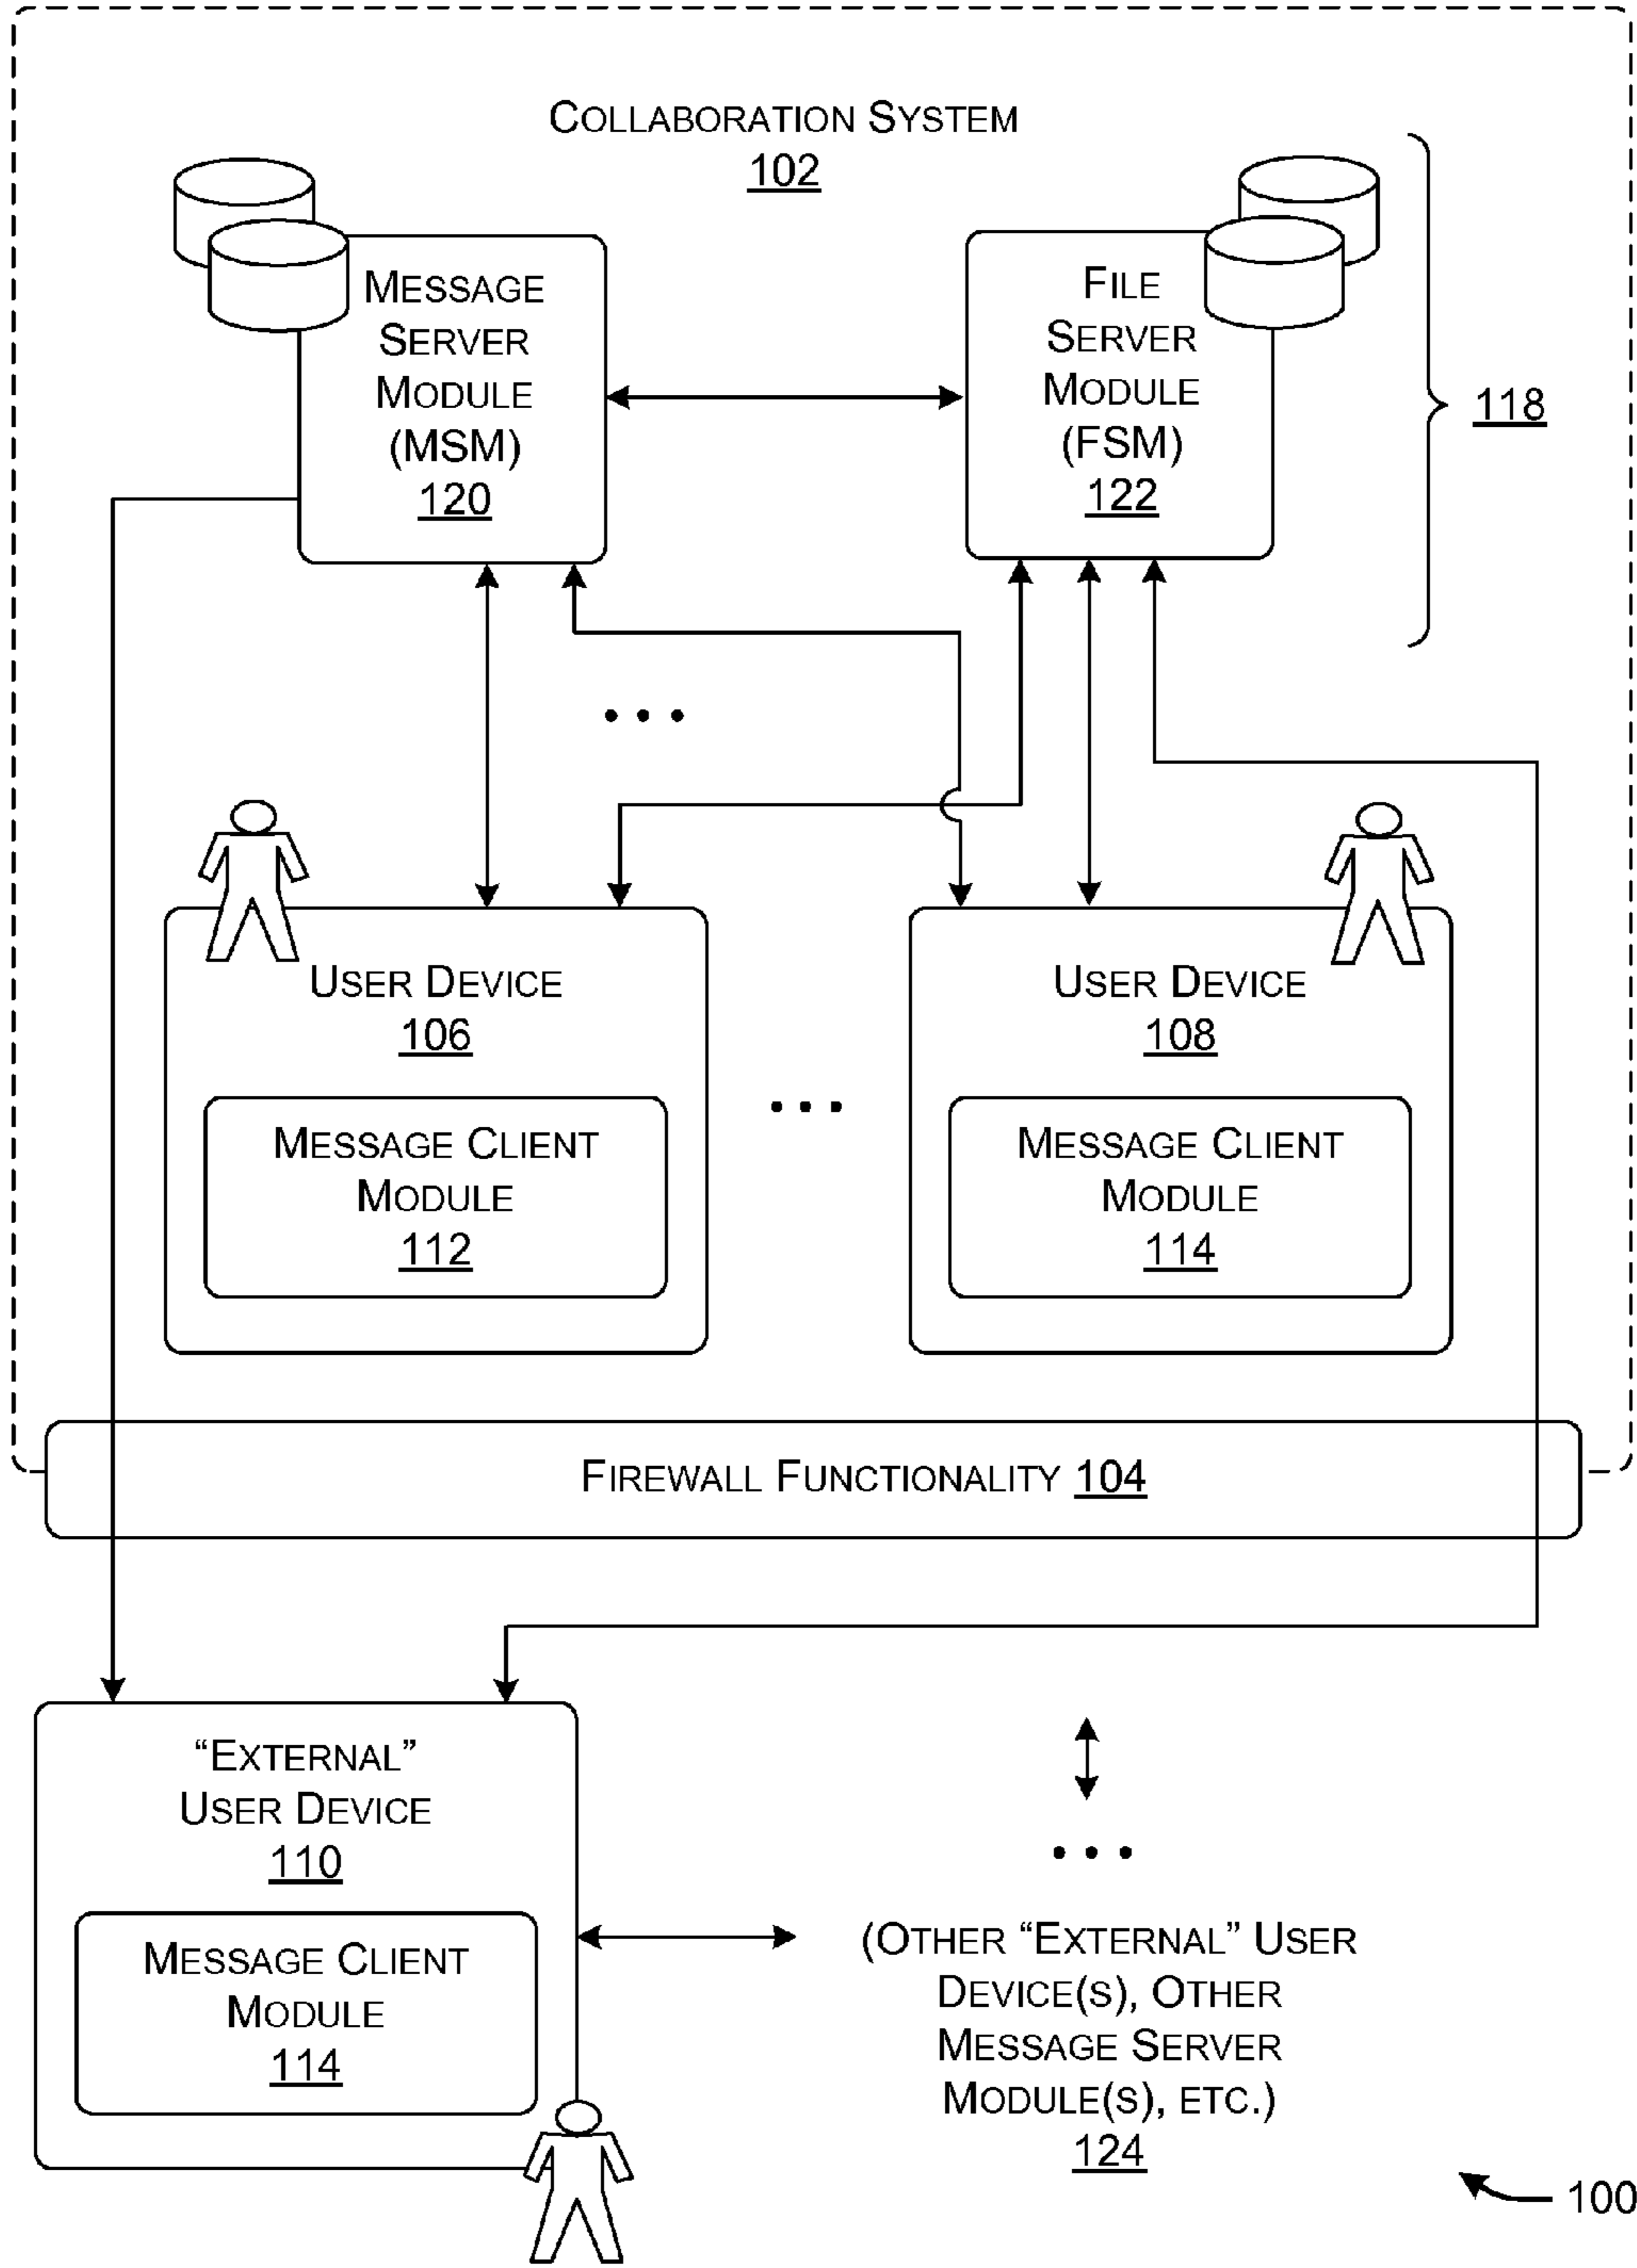 COLLABORATION SYSTEM
102
MESSAGE
SERVER
MODULE
(MSM)
120
FILE
SERVER
MODULE
(FSM)
122
118
• • •
USER DEVICE
106
MESSAGE CLIENT
MODULE
112
• • •
USER DEVICE
108
MESSAGE CLIENT
MODULE
114
FIREWALL FUNCTIONALITY 104
“EXTERNAL”
USER DEVICE
110
MESSAGE CLIENT
MODULE
114
• • •
(OTHER “EXTERNAL” USER
DEVICE(S), OTHER
MESSAGE SERVER
MODULE(S), ETC.)
124
100